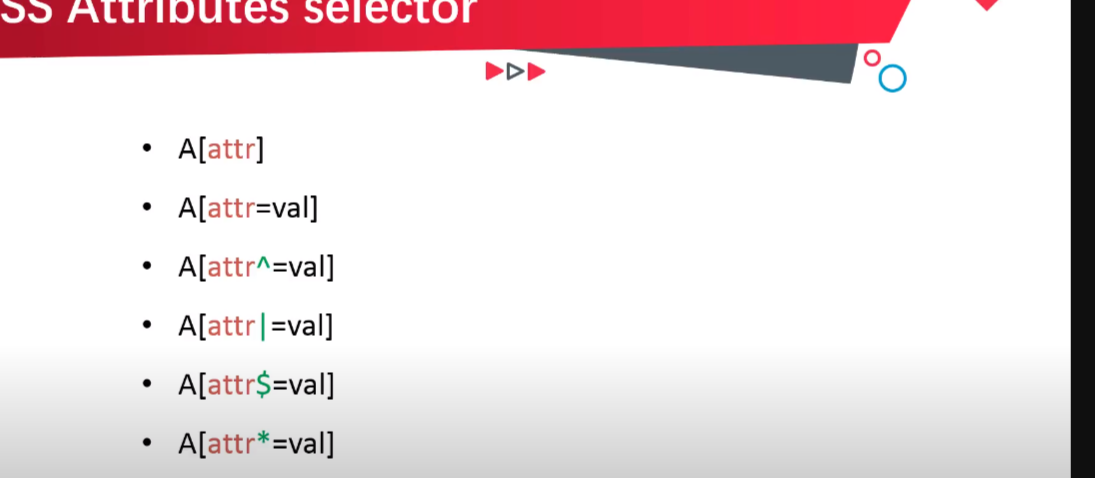 SS Attributes selector
• A[attr]
• A[attr=val]
• A[attr^=val]
• A[attr|=val]
• A[attr$=val]
• A[attr*=val]